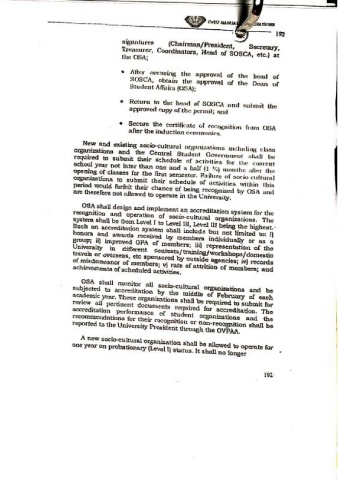 CVSU MANUAL OF OPERATIONS
192
signatures (Chairman/President, Secretary,
Treasurer, Coordinators, Head of SOSCA, etc.) at
the OSA;
• After securing the approval of the head of
SOSCA, obtain the approval of the Dean of
Student Affairs (OSA);
• Return to the head of SOSCA and submit the
approved copy of the permit; and
• Secure the certificate of recognition from OSA
after the induction ceremonies.
New and existing socio-cultural organizations including class
organizations and the Central Student Government shall be
required to submit their schedule of activities for the current
school year not later than one and a half (1 ½) months after the
opening of classes for the first semester. Failure of socio-cultural
organizations to submit their schedule of activities within this
period would forfeit their chance of being recognized by OSA and
are therefore not allowed to operate in the University.
OSA shall design and implement an accreditation system for the
recognition and operation of socio-cultural organizations. The
system shall be from Level I to Level III, Level III being the highest.
Such an accreditation system shall include but not limited to: i)
honors and awards received by members individually or as a
group; ii) improved GPA of members; iii) representation of the
University in different contests/training/workshops/domestic
travels or overseas, etc sponsored by outside agencies; iv) records
of misdemeanor of members; v) rate of attrition of members; and
achievements of scheduled activities.
OSA shall monitor all socio-cultural organizations and be
subjected to accreditation by the middle of February of each
academic year. These organizations shall be required to submit for
review all pertinent documents required for accreditation. The
accreditation performance of student organizations and the
recommendations for their recognition or non-recognition shall be
reported to the University President through the OVPAA.
A new socio-cultural organization shall be allowed to operate for
one year on probationary (Level I) status. It shall no longer
192